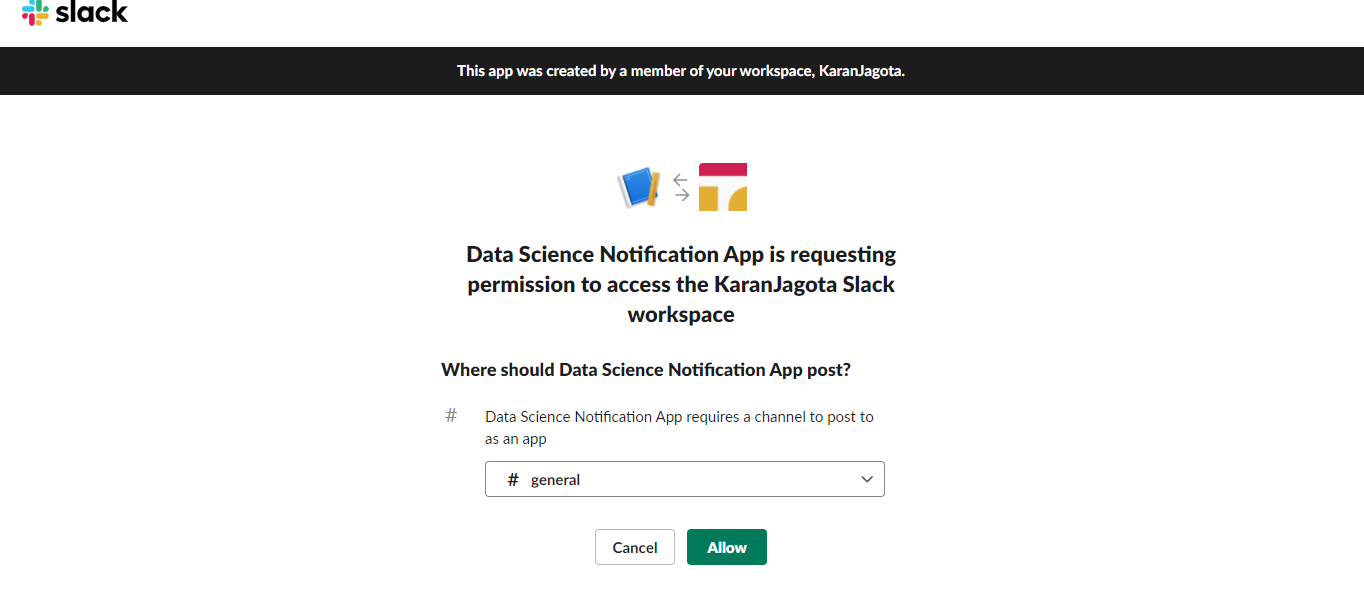 slack
This app was created by a member of your workspace, KaranJagota.
Data Science Notification App is requesting
permission to access the KaranJagota Slack
workspace
Where should Data Science Notification App post?
# Data Science Notification App requires a channel to post to
as an app
# general
Cancel Allow